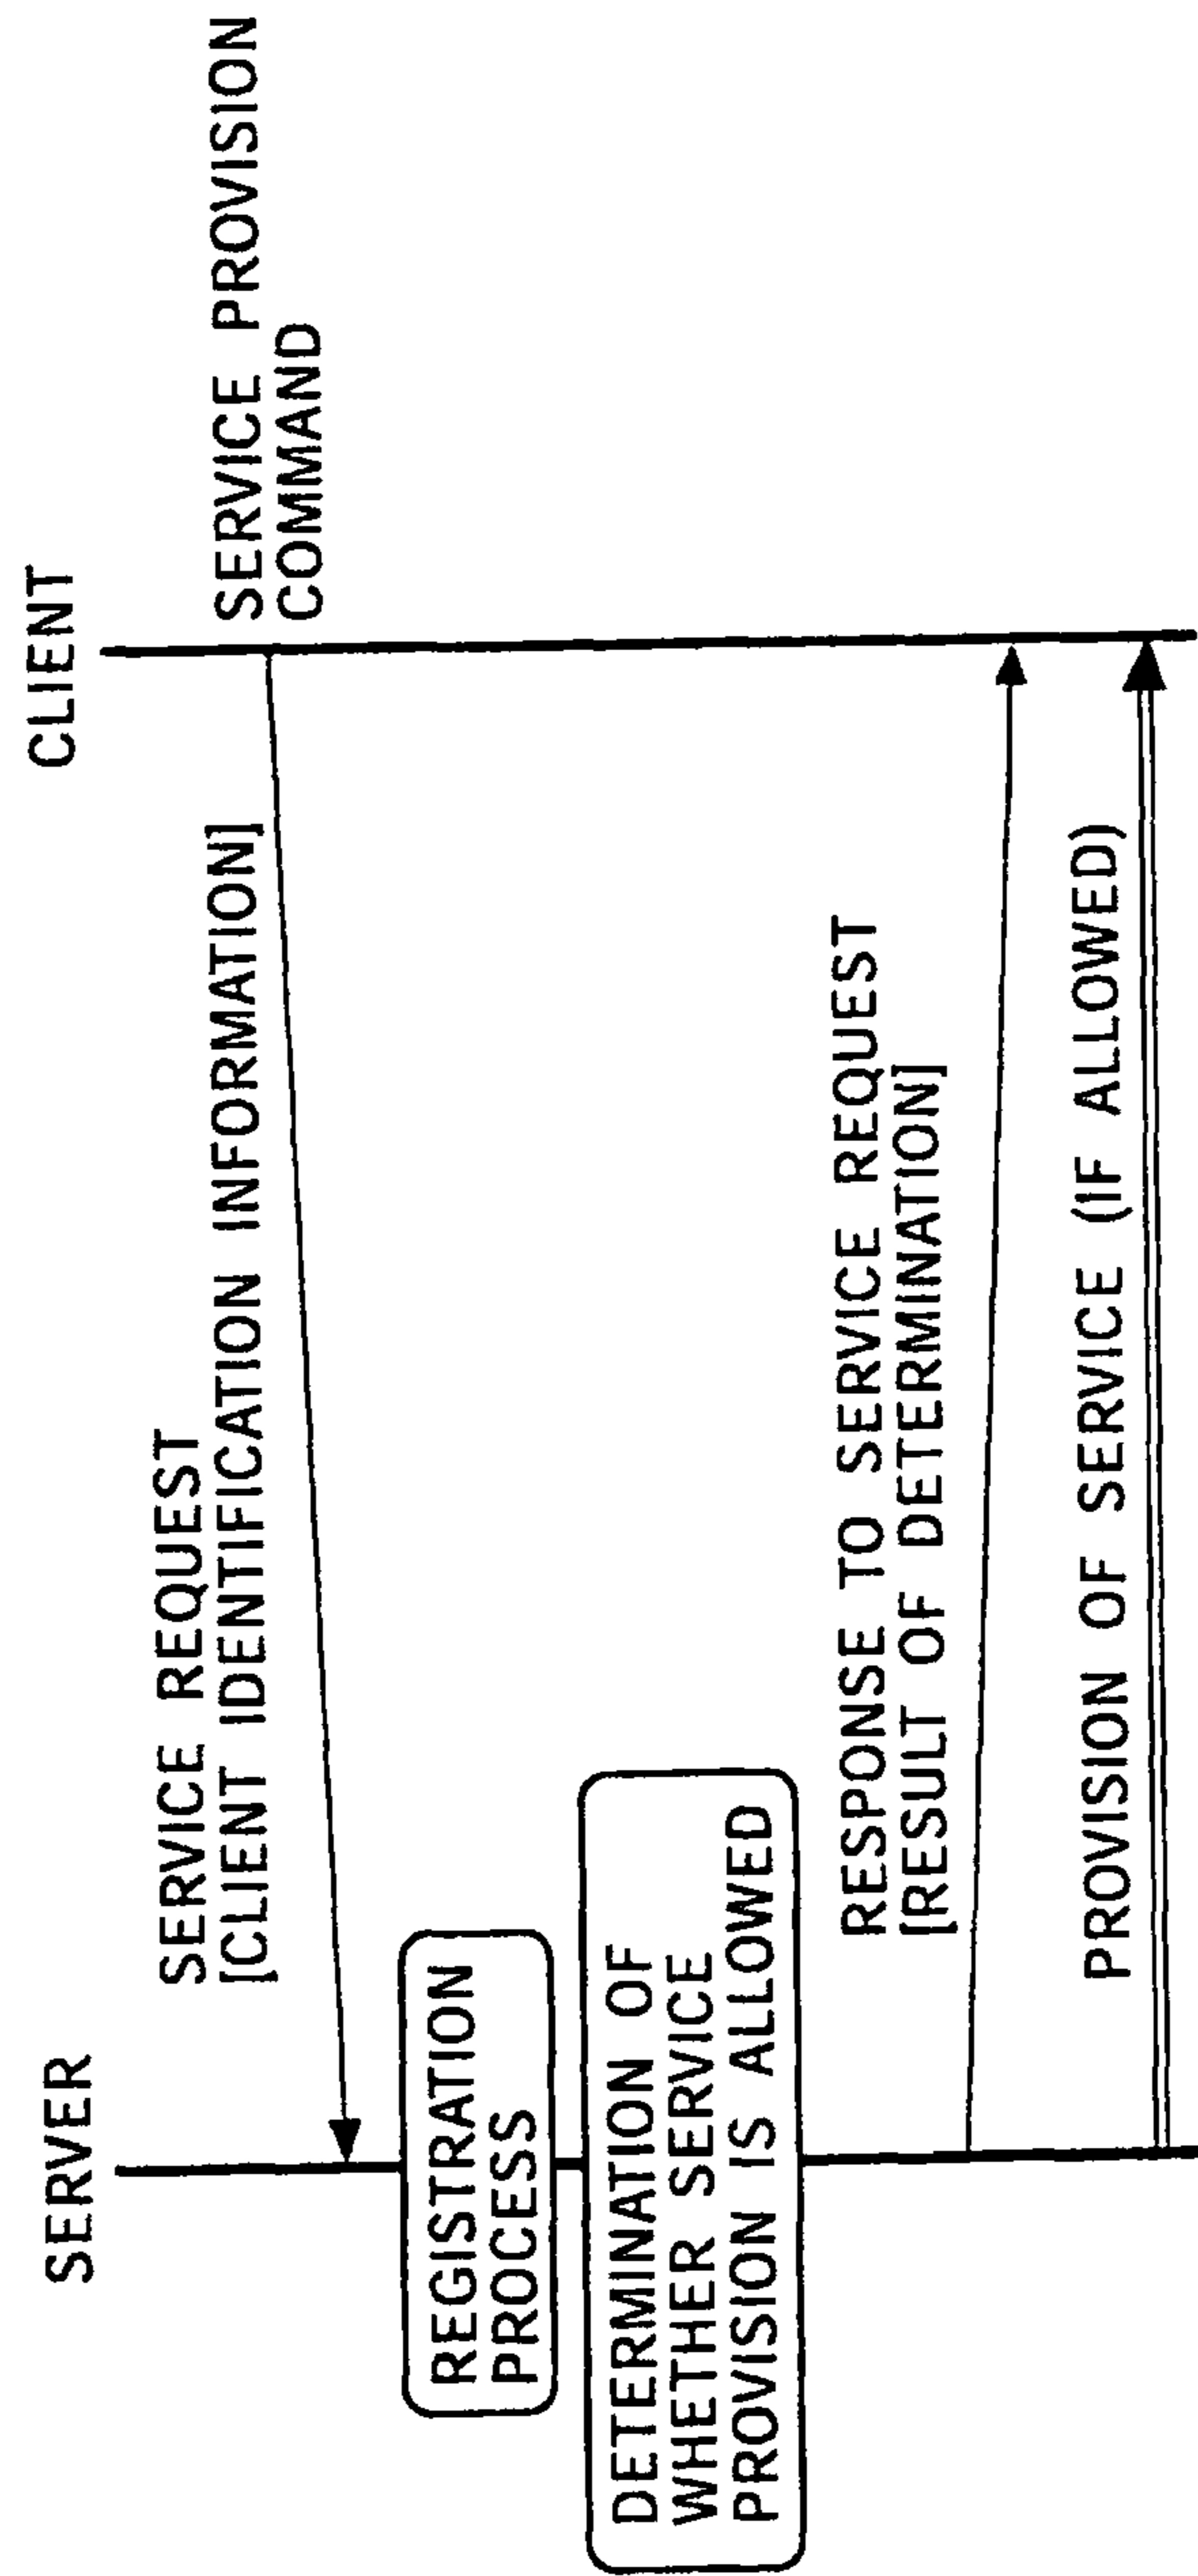 SERVER
CLIENT
SERVICE REQUEST
[CLIENT IDENTIFICATION INFORMATION]
SERVICE PROVISION
COMMAND
REGISTRATION
PROCESS
DETERMINATION OF
WHETHER SERVICE
PROVISION IS ALLOWED
RESPONSE TO SERVICE REQUEST
[RESULT OF DETERMINATION]
PROVISION OF SERVICE (IF ALLOWED)